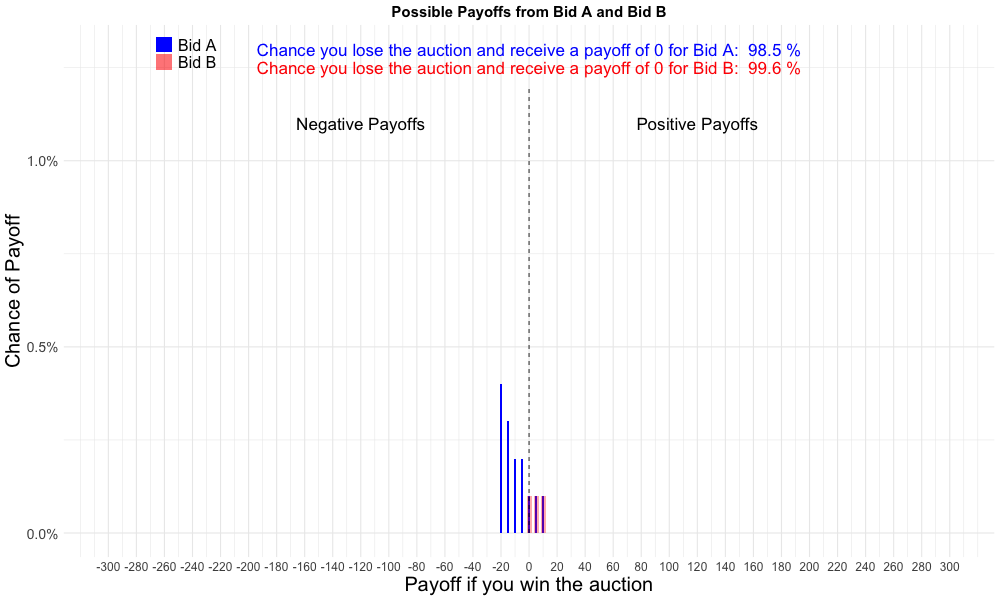 Possible Payoffs from Bid A and Bid B
Bid A
Bid B
Chance you lose the auction and receive a payoff of 0 for Bid A: 98.5 %
Chance you lose the auction and receive a payoff of 0 for Bid B: 99.6 %
Negative Payoffs
Positive Payoffs
Chance of Payoff
1.0%
0.5%
0.0%
-300 -280 -260 -240 -220 -200 -180 -160 -140 -120 -100 -80 -60 -40 -20 0 20 40 60 80 100 120 140 160 180 200 220 240 260 280 300
Payoff if you win the auction